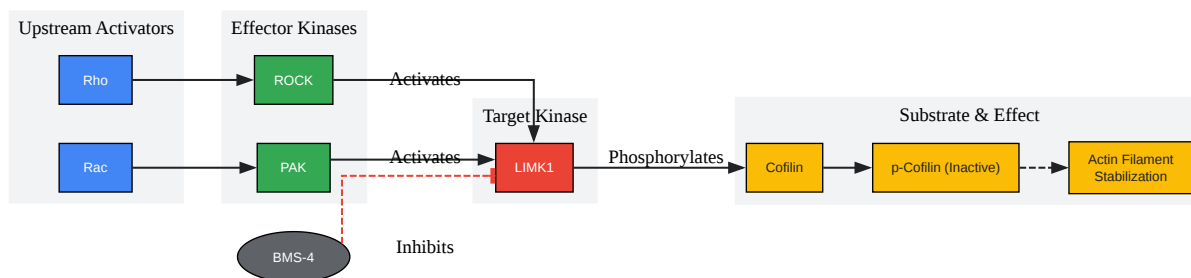 Upstream Activators
Effector Kinases
Rho
ROCK
Activates
Target Kinase
Substrate & Effect
Rac
PAK
Activates
LIMK1
Phosphorylates
Cofilin
p-Cofilin (Inactive)
Actin Filament
Stabilization
Inhibits
BMS-4